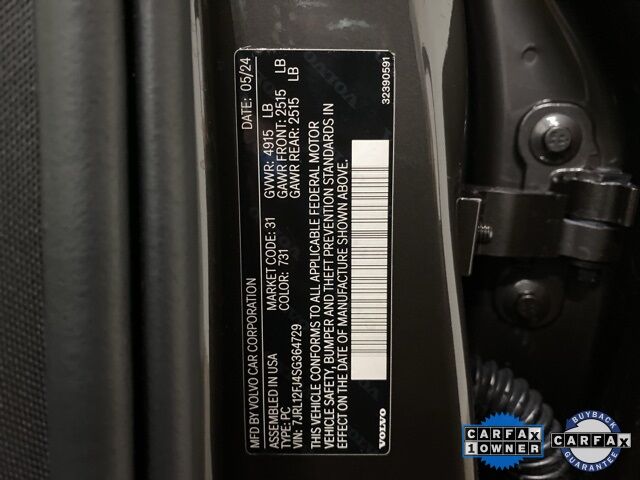 MFD BY VOLVO CAR CORPORATION DATE: 05/24
ASSEMBLED IN USA GVWR: 4915 LB
TYPE: PC MARKET CODE: 31 GAWR FRONT: 2515 LB
COLOR: 731 GAWR REAR: 2515 LB
VIN: 7JRL12FJ4SG364729
THIS VEHICLE CONFORMS TO ALL APPLICABLE FEDERAL MOTOR
VEHICLE SAFETY, BUMPER AND THEFT PREVENTION STANDARDS IN
EFFECT ON THE DATE OF MANUFACTURE SHOWN ABOVE.
VOLVO 32390591
CARFAX
1 OWNER
BUYBACK
CARFAX
GUARANTEE